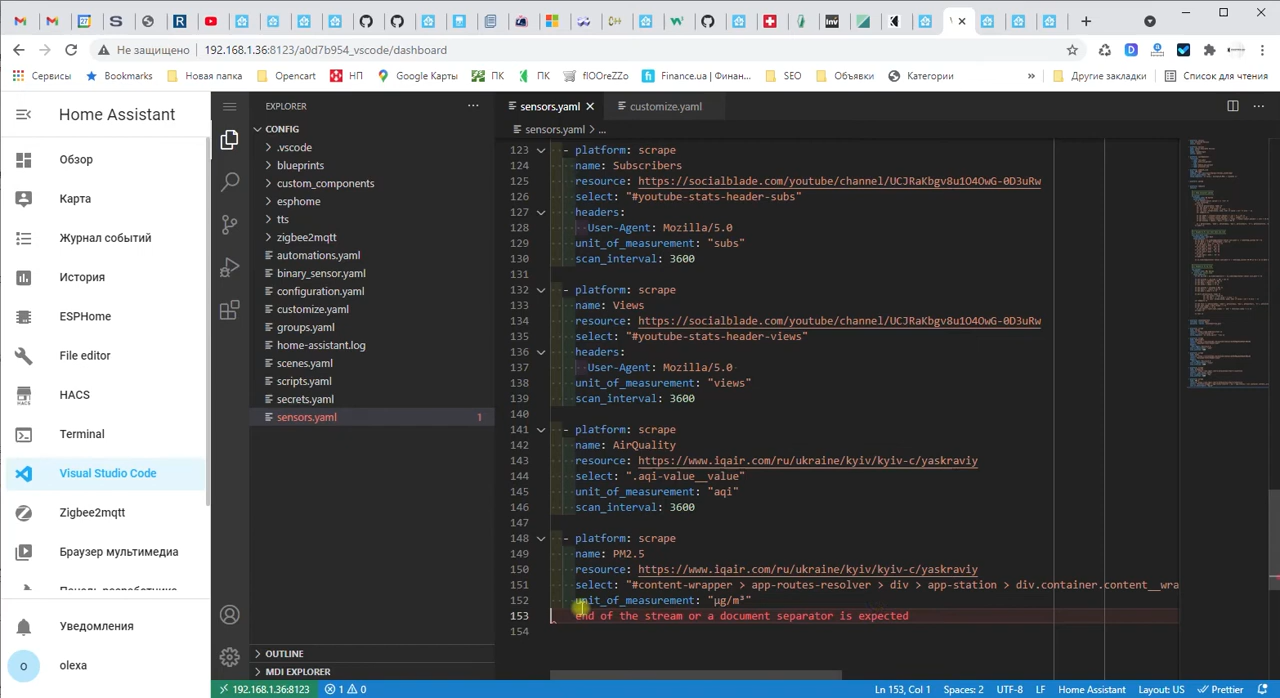 Не защищено
192.168.1.36:8123/a0d7b954_vscode/dashboard
Сервисы
Bookmarks
Новая папка
Opencart
НП
Google Карты
ПК
ПК
flOOreZZo
Finance.ua | Финан...
SEO
Объявки
Категории
»
Другие закладки
Список для чтения
Home Assistant
Обзор
Карта
Журнал событий
История
ESPHome
File editor
HACS
Terminal
Visual Studio Code
Zigbee2mqtt
Браузер мультимедиа
Уведомления
o olexa
EXPLORER ...
CONFIG
.vscode
blueprints
custom_components
esphome
tts
zigbee2mqtt
automations.yaml
binary_sensor.yaml
configuration.yaml
customize.yaml
groups.yaml
home-assistant.log
scenes.yaml
scripts.yaml
secrets.yaml
sensors.yaml 1
OUTLINE
MDI EXPLORER
sensors.yaml
customize.yaml
sensors.yaml > ...
123 - platform: scrape
124 name: Subscribers
125 resource: https://socialblade.com/youtube/channel/UCJRaKbgv8u1O4OwG-0D3uRw
126 select: "#youtube-stats-header-subs"
127 headers:
128 User-Agent: Mozilla/5.0
129 unit_of_measurement: "subs"
130 scan_interval: 3600
131
132 - platform: scrape
133 name: Views
134 resource: https://socialblade.com/youtube/channel/UCJRaKbgv8u1O4OwG-0D3uRw
135 select: "#youtube-stats-header-views"
136 headers:
137 User-Agent: Mozilla/5.0
138 unit_of_measurement: "views"
139 scan_interval: 3600
140
141 - platform: scrape
142 name: AirQuality
143 resource: https://www.iqair.com/ru/ukraine/kyiv/kyiv-c/yaskraviy
144 select: ".aqi-value__value"
145 unit_of_measurement: "aqi"
146 scan_interval: 3600
147
148 - platform: scrape
149 name: PM2.5
150 resource: https://www.iqair.com/ru/ukraine/kyiv/kyiv-c/yaskraviy
151 select: "#content-wrapper > app-routes-resolver > div > app-station > div.container.content__wra
152 unit_of_measurement: "µg/m³"
153 end of the stream or a document separator is expected
154
192.168.1.36:8123
1 0
Ln 153, Col 1
Spaces: 2
UTF-8
LF
Home Assistant
Layout: US
Prettier